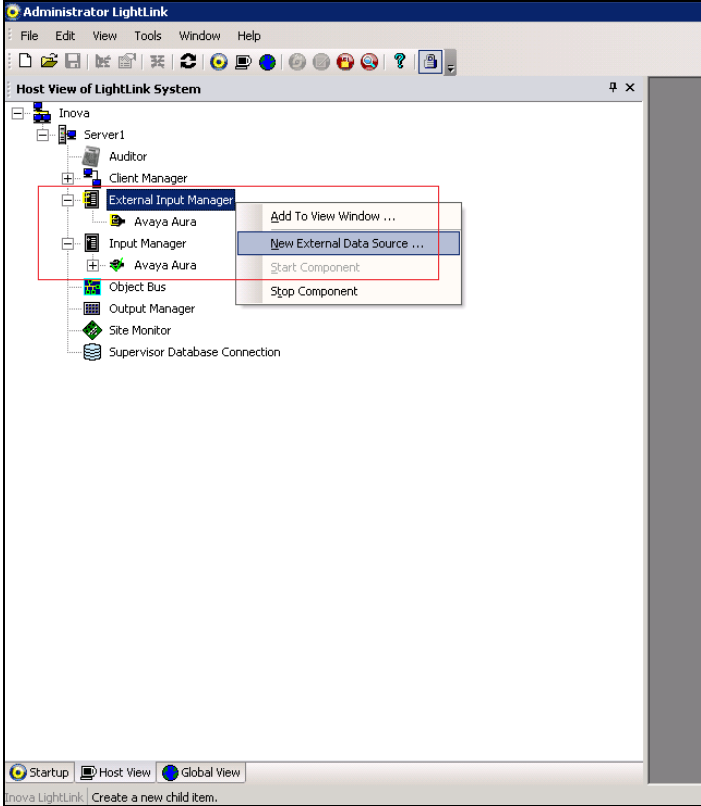 Administrator LightLink
File Edit View Tools Window Help
Host View of LightLink System
Inova
Server1
Auditor
Client Manager
External Input Manager
Avaya Aura
Input Manager
Avaya Aura
Object Bus
Output Manager
Site Monitor
Supervisor Database Connection
Add To View Window ...
New External Data Source ...
Start Component
Stop Component
Startup Host View Global View
Inova LightLink Create a new child item.